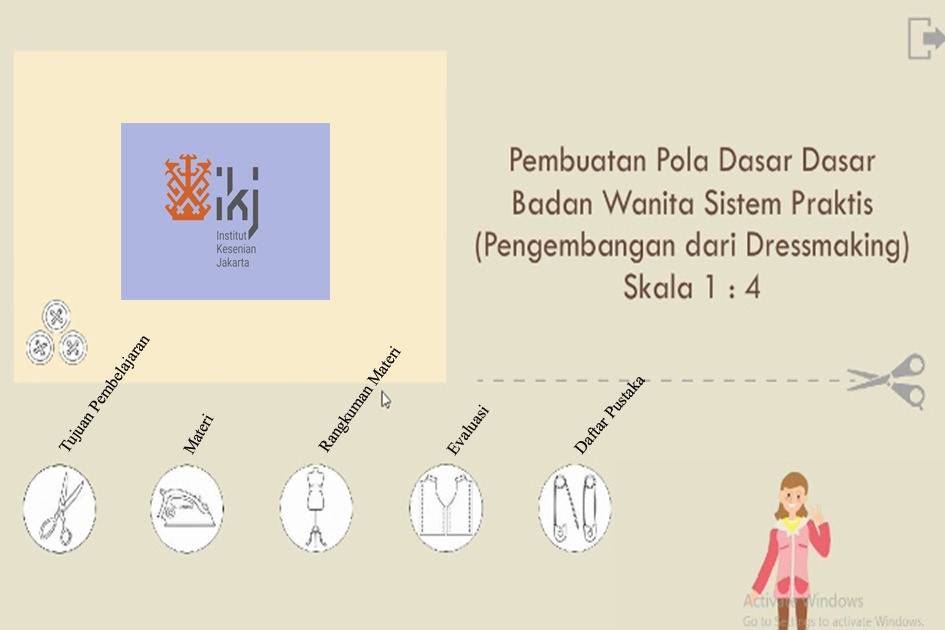 ikj
Institut
Kesenian
Jakarta
Pembuatan Pola Dasar Dasar
Badan Wanita Sistem Praktis
(Pengembangan dari Dressmaking)
Skala 1 : 4
Tujuan Pembelajaran
Materi
Rangkuman Materi
Evaluasi
Daftar Pustaka
Activate Windows
Go to Settings to activate Windows.